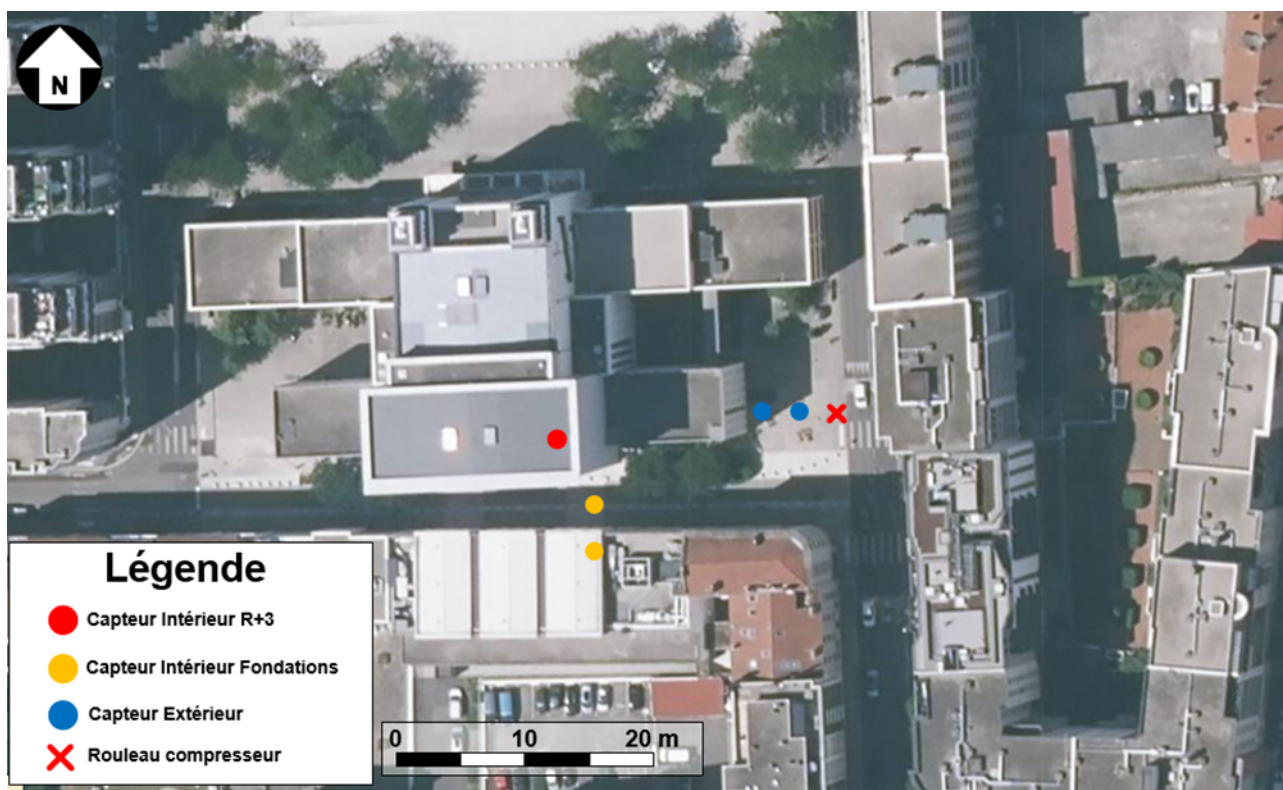 N
Légende
Capteur Intérieur R+3
Capteur Intérieur Fondations
Capteur Extérieur
Rouleau compresseur
0 10 20 m